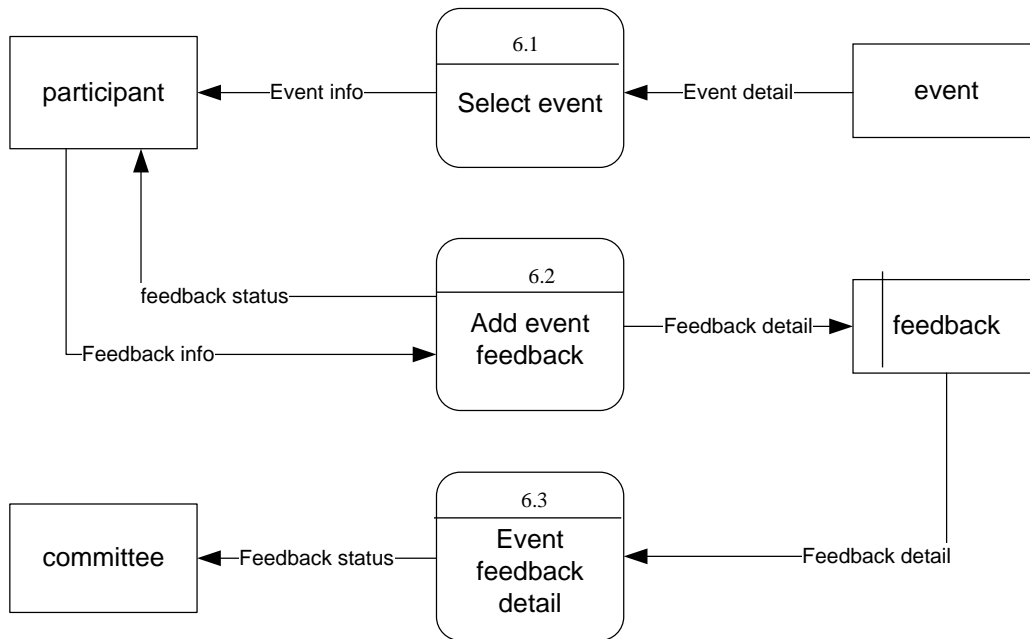 6.1
participant
Event info
Select event
Event detail
event
6.2
feedback status
Add event
feedback
Feedback detail
feedback
Feedback info
6.3
committee
Feedback status
Event
feedback
detail
Feedback detail